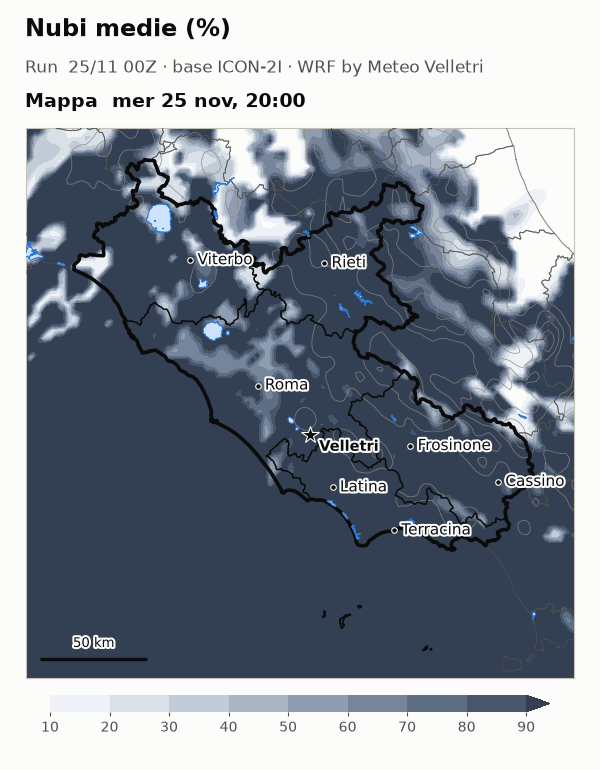 Nubi medie (%)
Run  25/11 00Z · base ICON-2I · WRF by Meteo Velletri
Mappa  mer 25 nov, 20:00
Viterbo
Rieti
Roma
Velletri
Frosinone
Cassino
Latina
Terracina
50 km
10 20 30 40 50 60 70 80 90